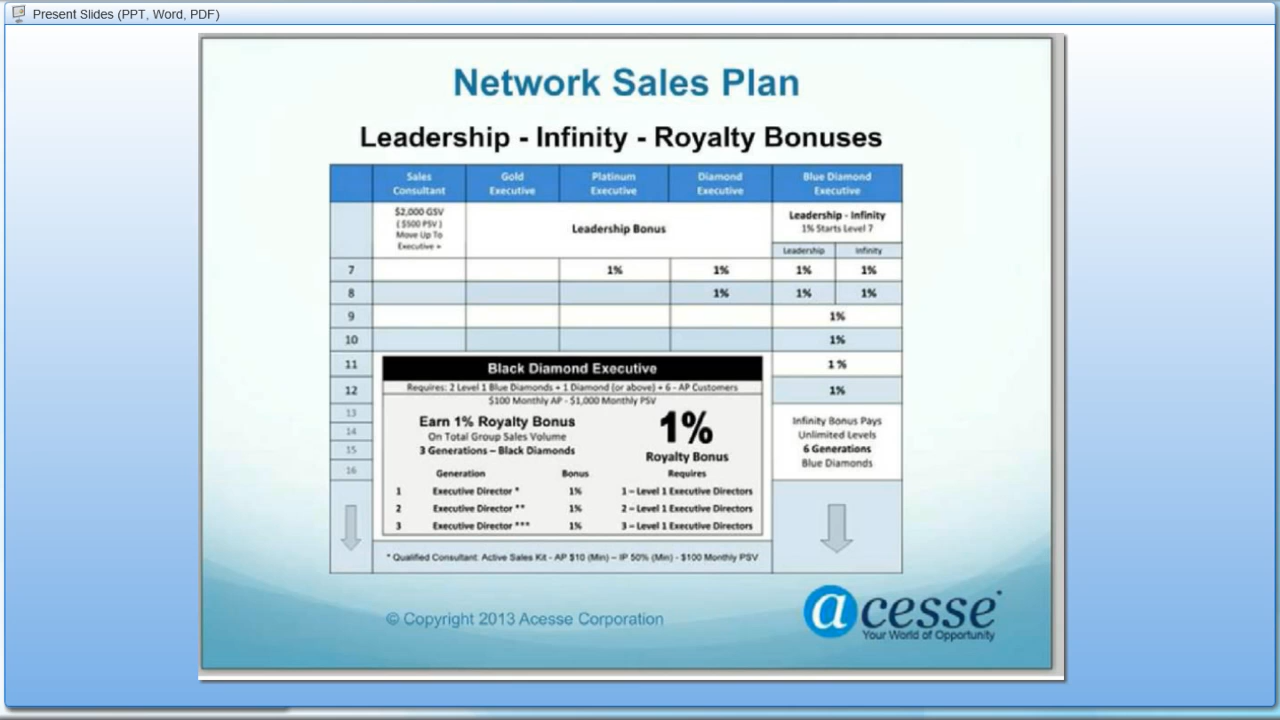 Present Slides (PPT, Word, PDF)
Network Sales Plan
Leadership - Infinity - Royalty Bonuses
Sales Consultant Gold Executive Platinum Executive Diamond Executive Blue Diamond Executive
$2,000 GSV
( $500 PSV )
Move Up To
Executive +
Leadership Bonus
Leadership - Infinity
1% Starts Level 7
Leadership Infinity
7 1% 1% 1% 1%
8 1% 1% 1%
9 1%
10 1%
11 1%
12 1%
13
14
15
16
Black Diamond Executive
Requires: 2 Level 1 Blue Diamonds + 1 Diamond (or above) + 6 - AP Customers
$100 Monthly AP - $1,000 Monthly PSV
Earn 1% Royalty Bonus
On Total Group Sales Volume
3 Generations – Black Diamonds
1%
Royalty Bonus
Generation Bonus Requires
1 Executive Director * 1% 1 – Level 1 Executive Directors
2 Executive Director ** 1% 2 – Level 1 Executive Directors
3 Executive Director *** 1% 3 – Level 1 Executive Directors
Infinity Bonus Pays
Unlimited Levels
6 Generations
Blue Diamonds
* Qualified Consultant: Active Sales Kit - AP $10 (Min) – IP 50% (Min) - $100 Monthly PSV
© Copyright 2013 Acesse Corporation
acesse
Your World of Opportunity